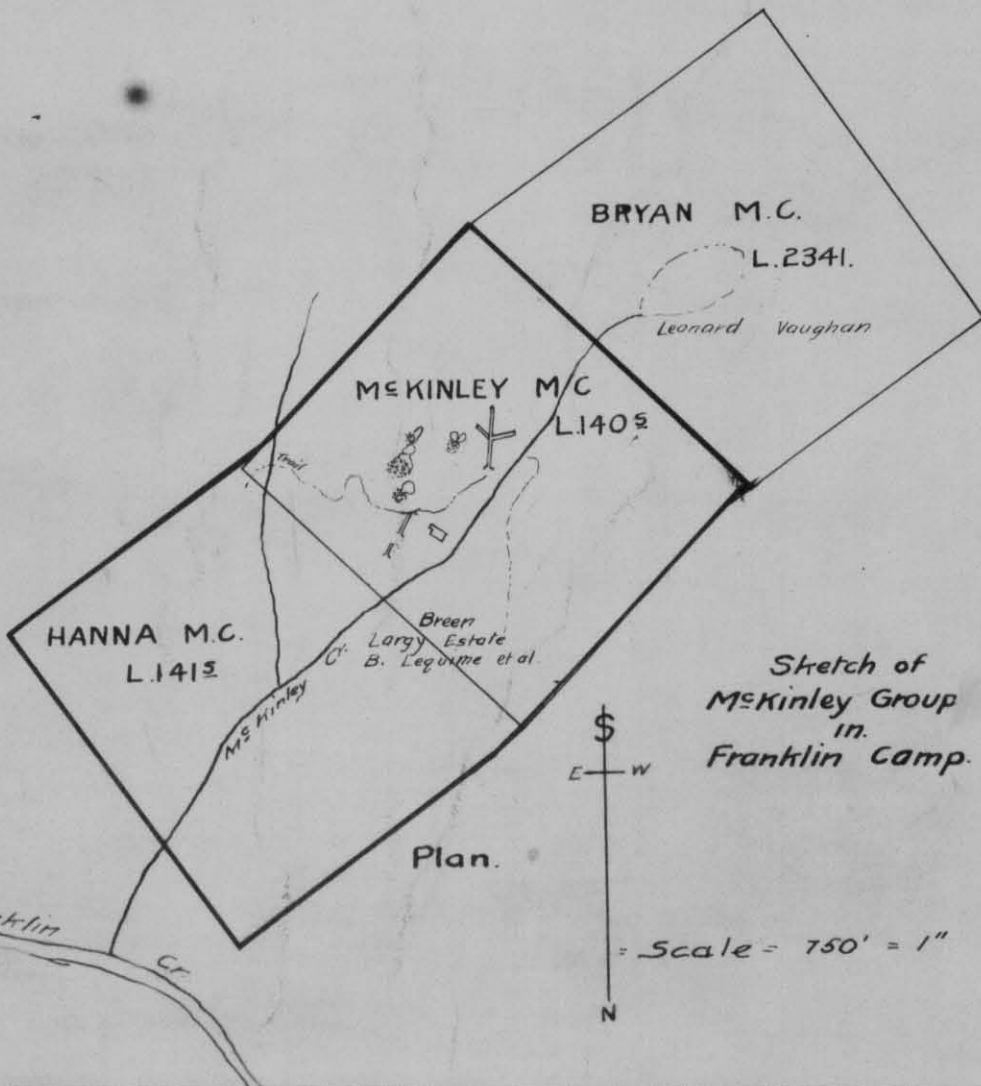 BRYAN M.C.
L.2341.
Leonard Vaughan
McKINLEY M C
L.140s
Trail
HANNA M.C.
L.141s
Breen
Largy Estate
B. Lequime et al.
McKinley Cr.
Sketch of
McKinley Group
in.
Franklin Camp.
S
E W
N
Plan.
= Scale = 750' = 1"
klin Cr.